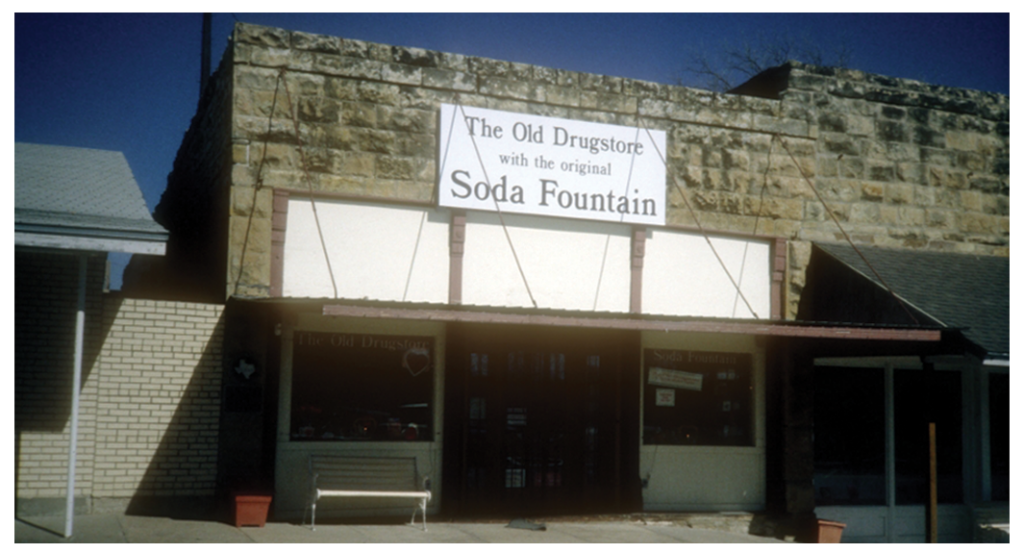 The Old Drugstore
with the original
Soda Fountain
The Old Drugstore
Soda Fountain